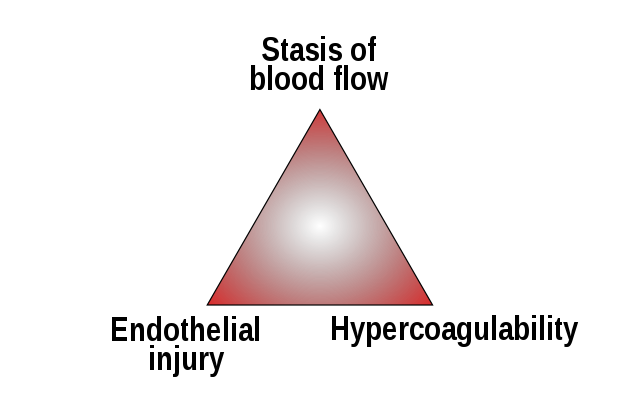 Stasis of
blood flow
Endothelial
injury
Hypercoagulability